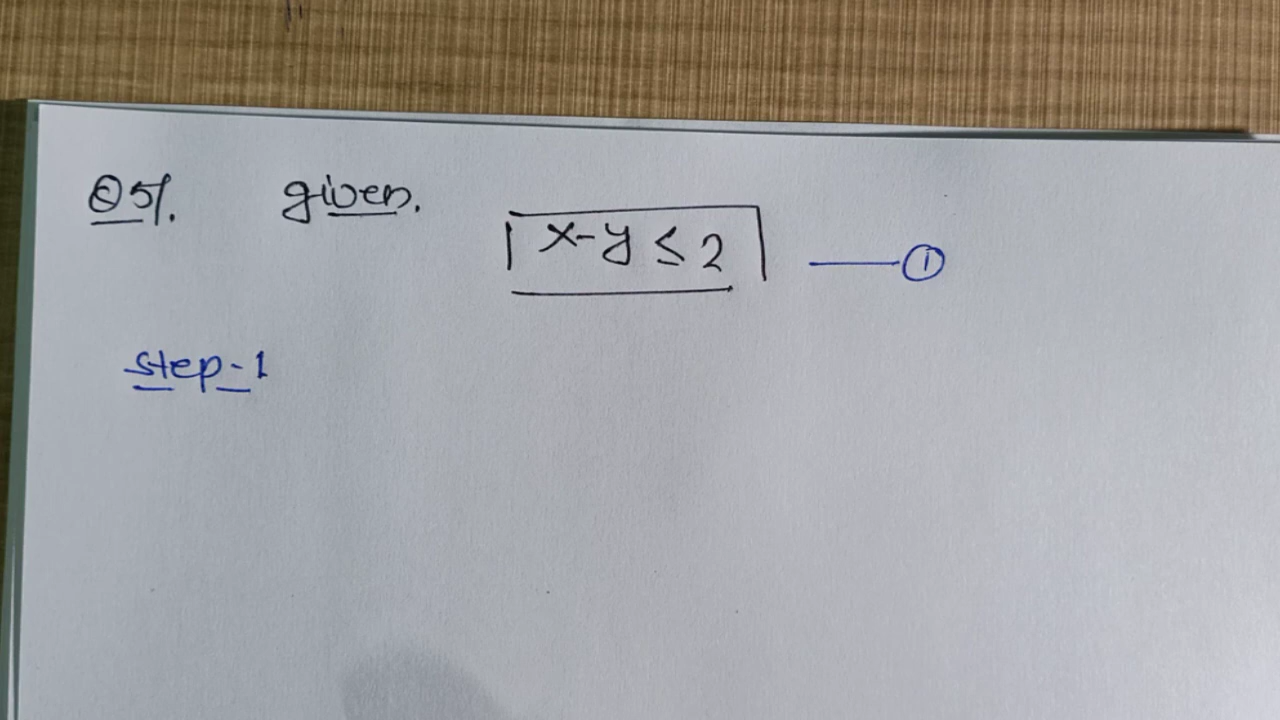 Q5/. given.
x-y ≤ 2 —①
step-1